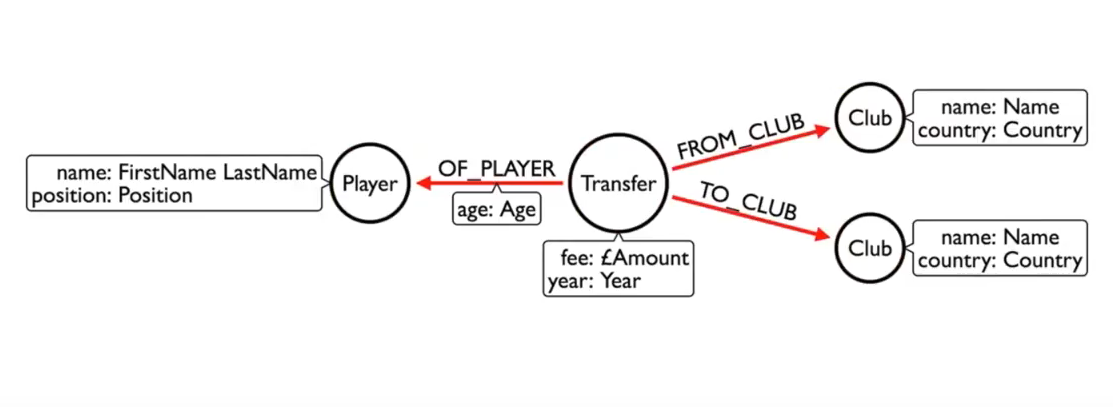 name: FirstName LastName
position: Position
Player
OF_PLAYER
age: Age
Transfer
fee: £Amount
year: Year
FROM_CLUB
TO_CLUB
Club
name: Name
country: Country
Club
name: Name
country: Country